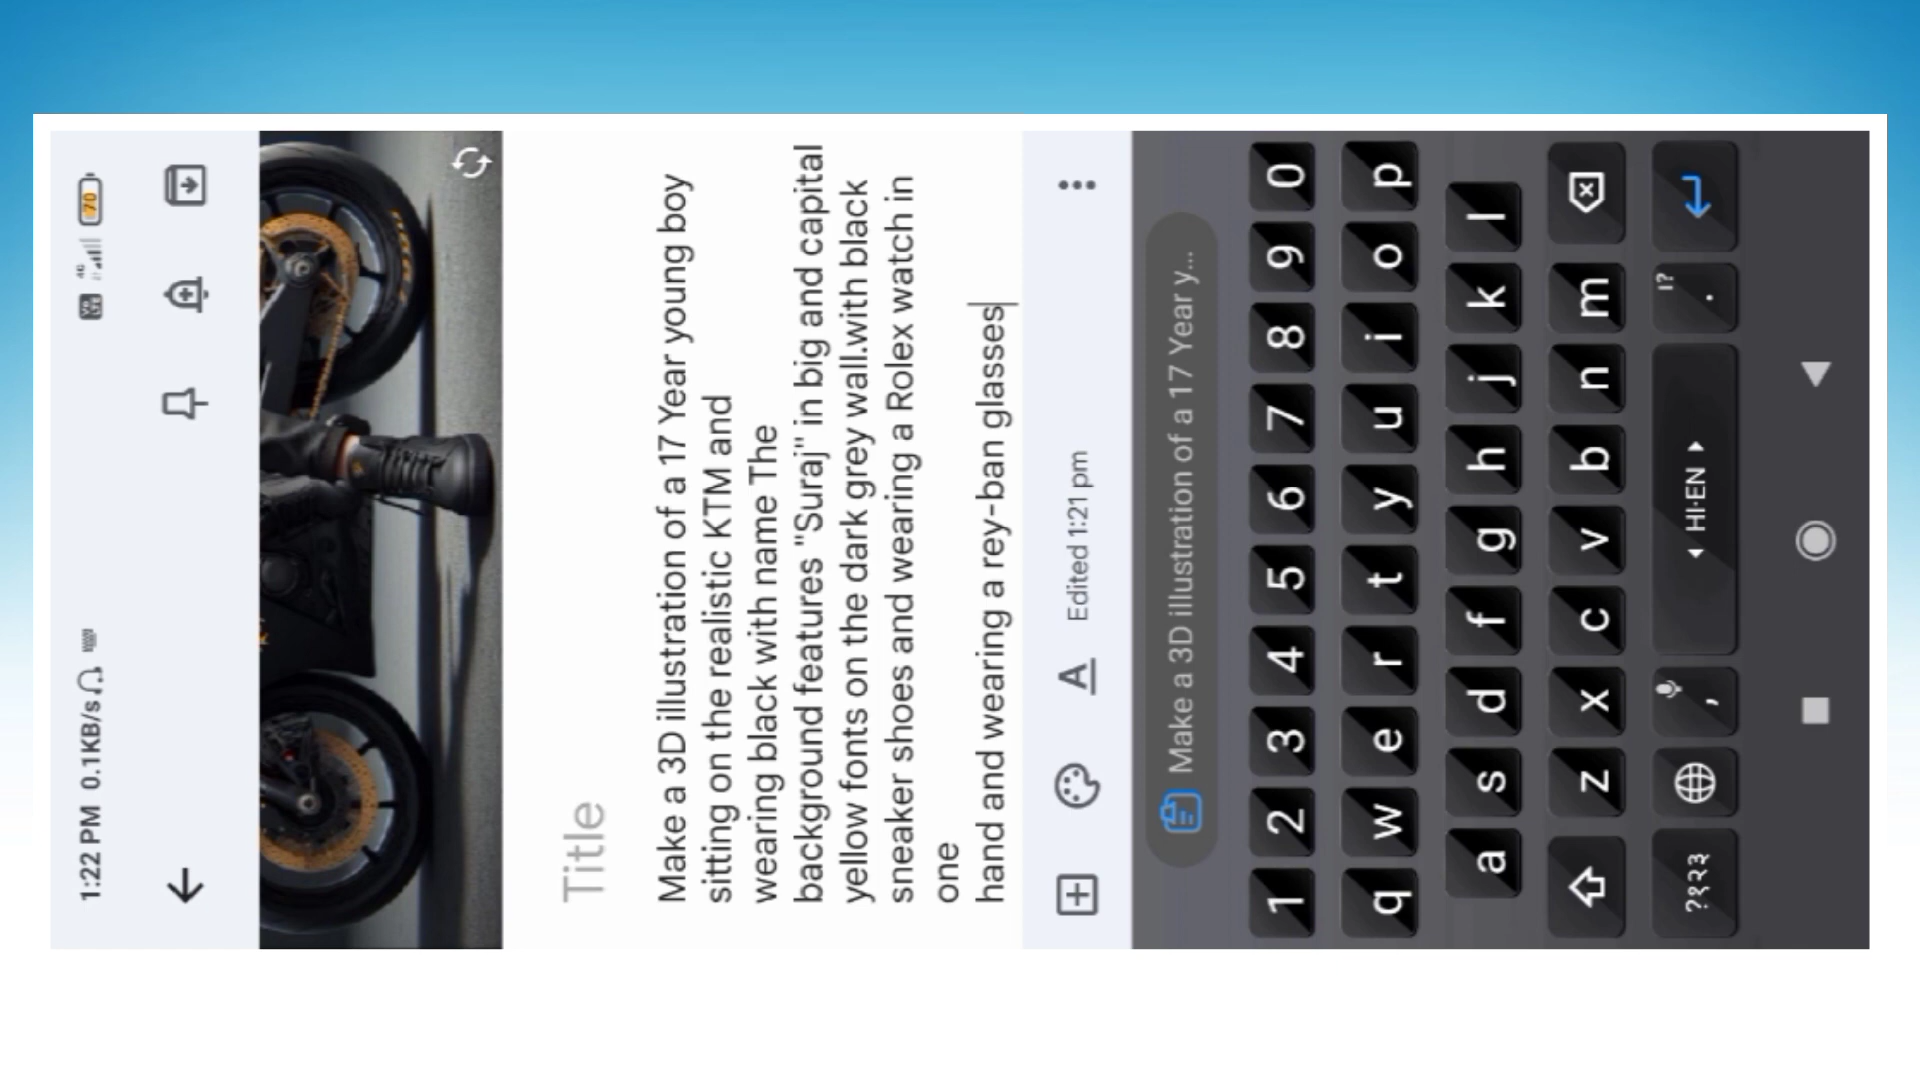 1:22 PM 0.1KB/s 4G 70
Title
Make a 3D illustration of a 17 Year young boy
sitting on the realistic KTM and
wearing black with name The
background features "Suraj" in big and capital
yellow fonts on the dark grey wall.with black
sneaker shoes and wearing a Rolex watch in
one
hand and wearing a rey-ban glasses
A Edited 1:21 pm
Make a 3D illustration of a 17 Year y...
1 2 3 4 5 6 7 8 9 0
q w e r t y u i o p
a s d f g h j k l
z x c v b n m
?१२३ , HI·EN !? .